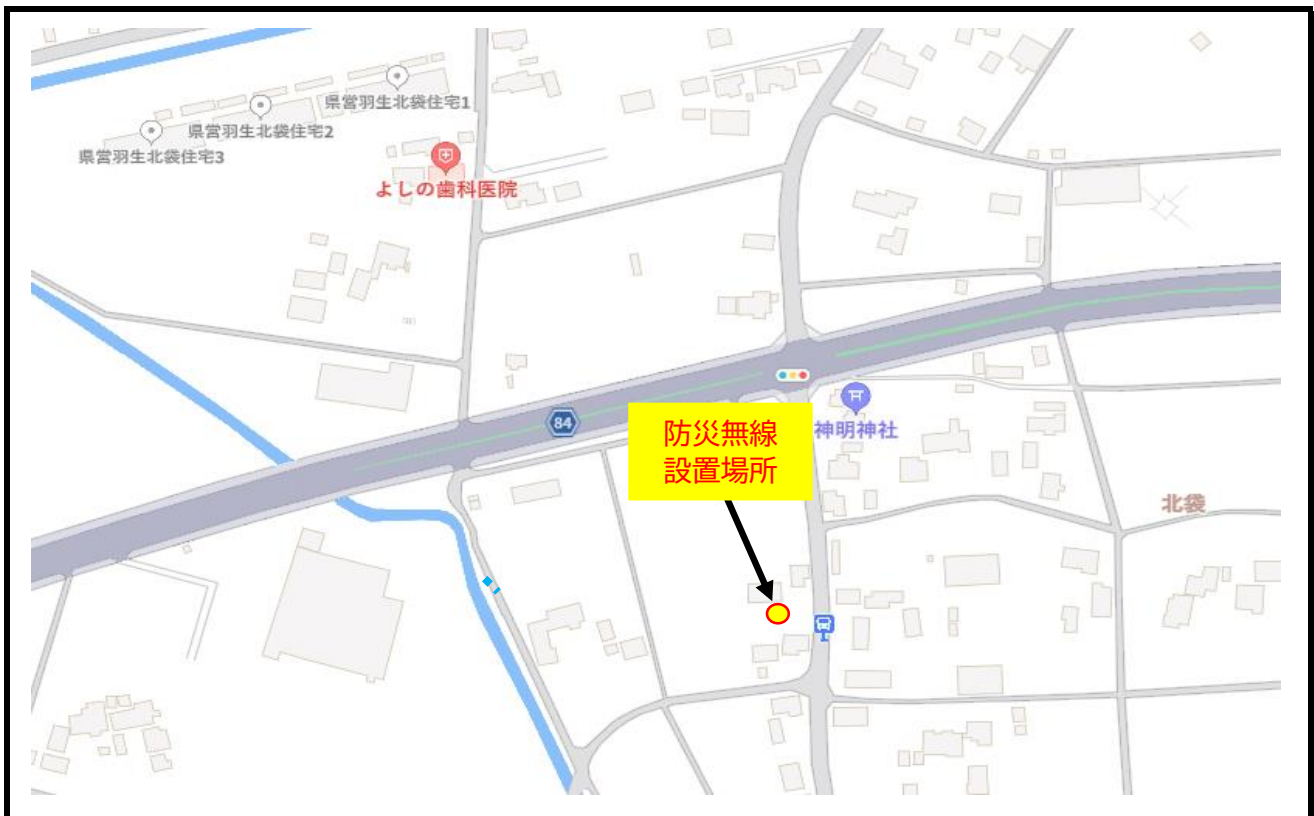 県営羽生北袋住宅1
県営羽生北袋住宅2
県営羽生北袋住宅3
よしの歯科医院
84
防災無線
設置場所
神明神社
北袋